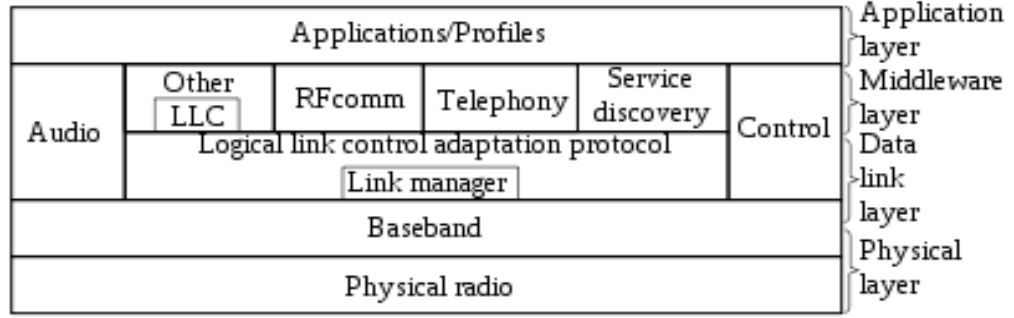 Applications/Profiles
Application
layer
Audio
Other
LLC
RFcomm
Telephony
Service
discovery
Control
Middleware
layer
Logical link control adaptation protocol
Link manager
Data
link
layer
Baseband
Physical radio
Physical
layer